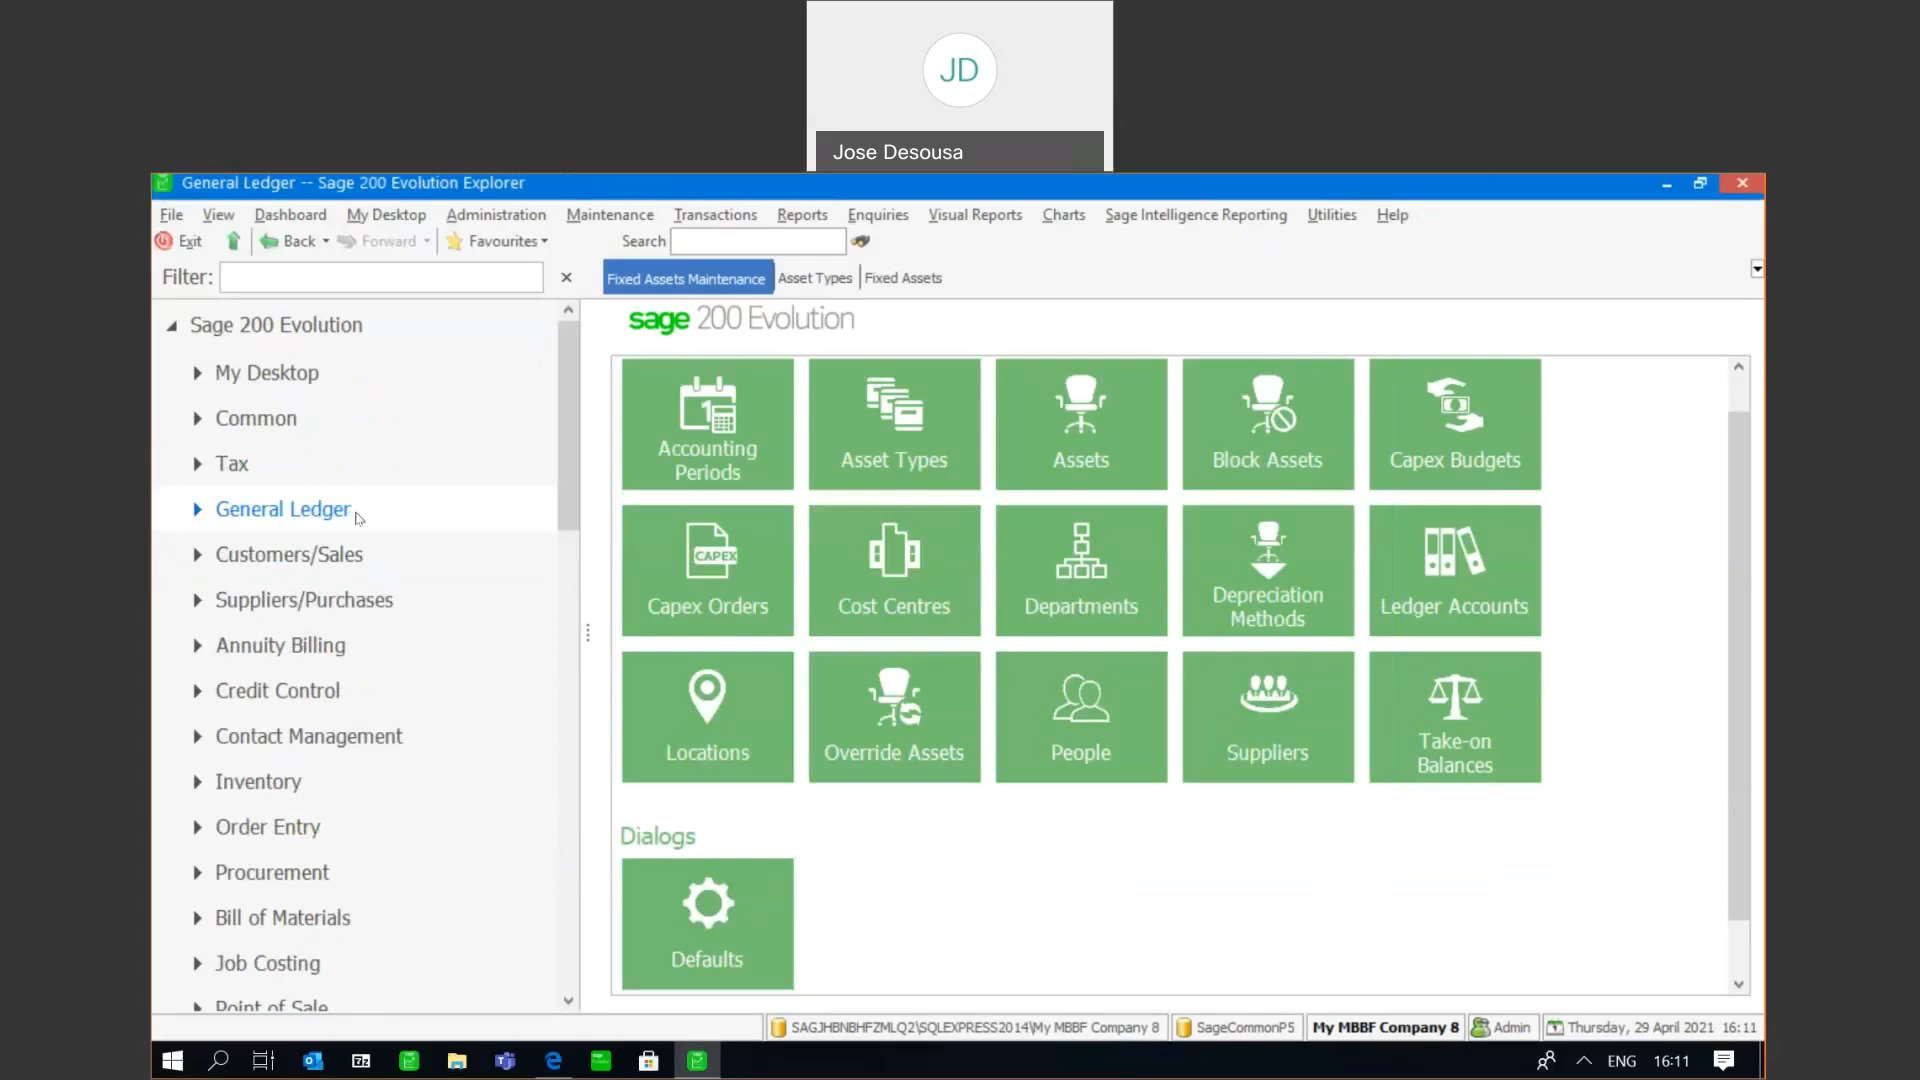 JD
Jose Desousa
General Ledger -- Sage 200 Evolution Explorer
File View Dashboard My Desktop Administration Maintenance Transactions Reports Enquiries Visual Reports Charts Sage Intelligence Reporting Utilities Help
Exit Back Forward Favourites Search
Filter: Fixed Assets Maintenance Asset Types Fixed Assets
Sage 200 Evolution
My Desktop
Common
Tax
General Ledger
Customers/Sales
Suppliers/Purchases
Annuity Billing
Credit Control
Contact Management
Inventory
Order Entry
Procurement
Bill of Materials
Job Costing
Point of Sale
sage 200 Evolution
1
Accounting
Periods
Asset Types
Assets
Block Assets
Capex Budgets
CAPEX
Capex Orders
Cost Centres
Departments
Depreciation
Methods
Ledger Accounts
Locations
Override Assets
People
Suppliers
Take-on
Balances
Dialogs
Defaults
SAGJHBNBHFZMLQ2\SQLEXPRESS2014\My MBBF Company 8 SageCommonP5 My MBBF Company 8 Admin Thursday, 29 April 2021 16:11
ENG 16:11